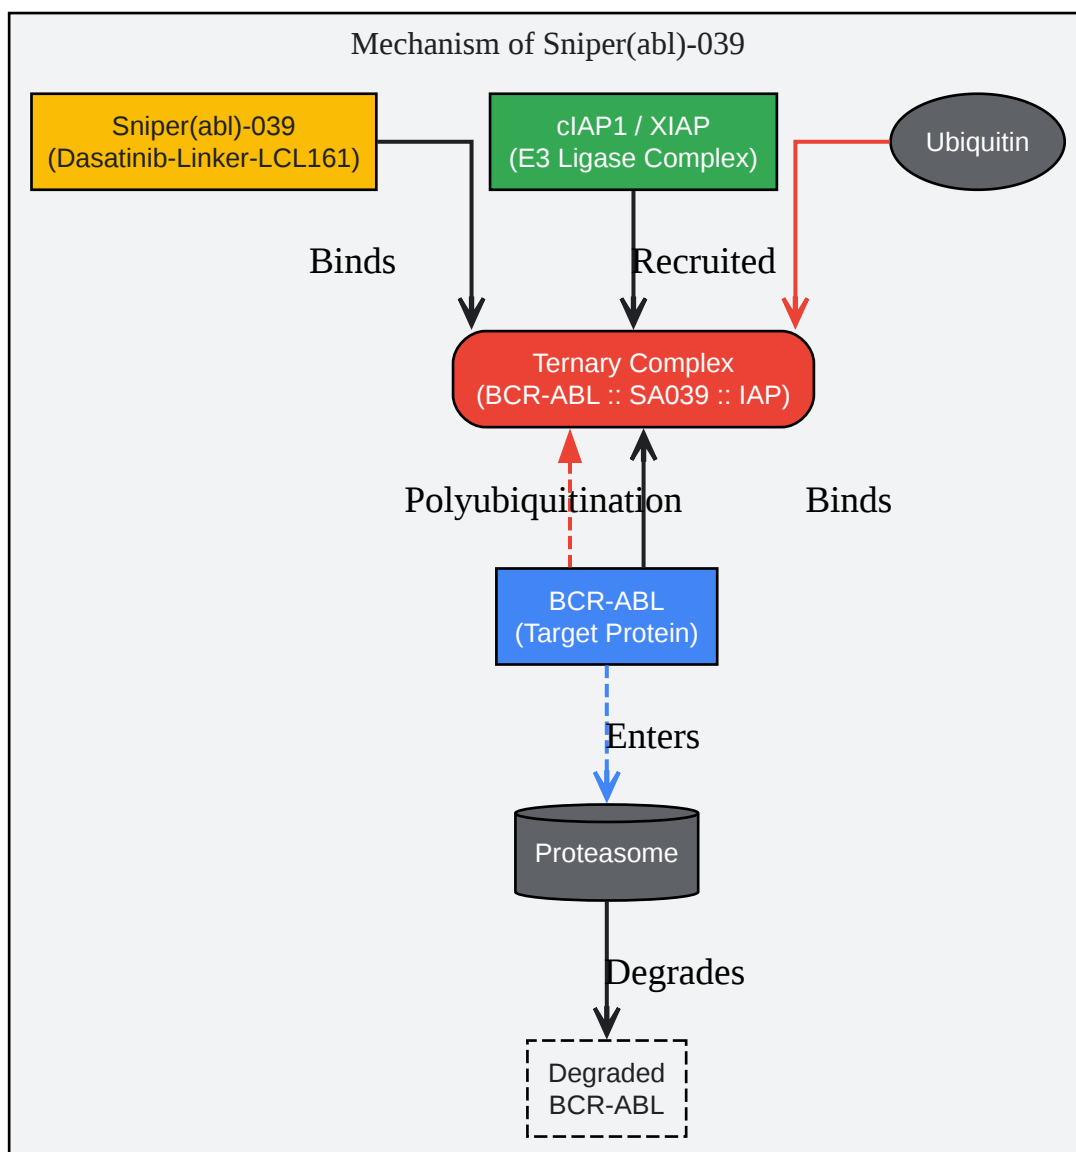 Mechanism of Sniper(abl)-039
Sniper(abl)-039
(Dasatinib-Linker-LCL161)
cIAP1 / XIAP
(E3 Ligase Complex)
Ubiquitin
Binds
Recruited
Ternary Complex
(BCR-ABL :: SA039 :: IAP)
Polyubiquitination
Binds
BCR-ABL
(Target Protein)
Enters
Proteasome
Degrades
Degraded
BCR-ABL